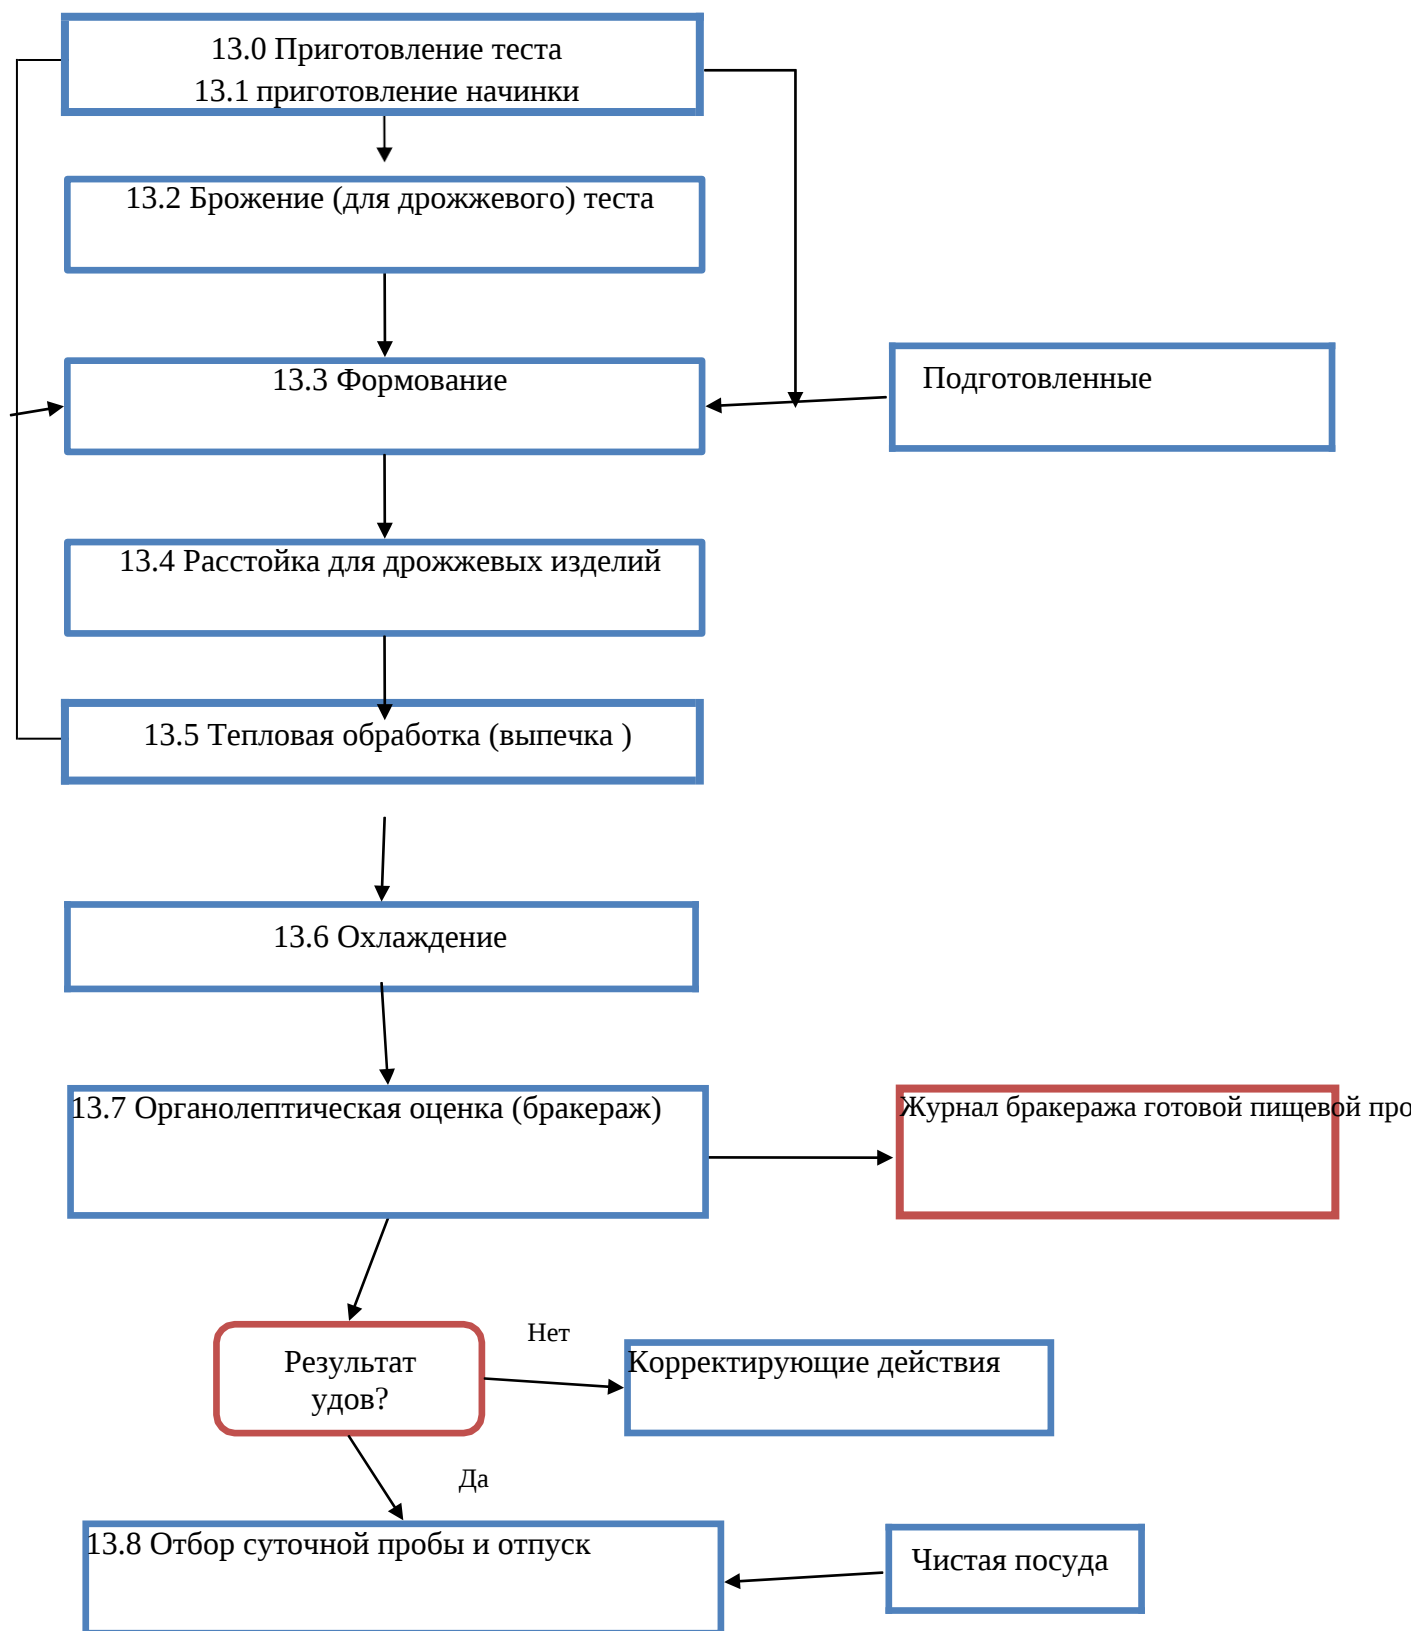 13.0 Приготовление теста
13.1 приготовление начинки
13.2 Брожение (для дрожжевого) теста
13.3 Формование
Подготовленные
13.4 Расстойка для дрожжевых изделий
13.5 Тепловая обработка (выпечка )
13.6 Охлаждение
13.7 Органолептическая оценка (бракераж)
Журнал бракеража готовой пищевой про
Результат
удов?
Нет
Корректирующие действия
Да
13.8 Отбор суточной пробы и отпуск
Чистая посуда